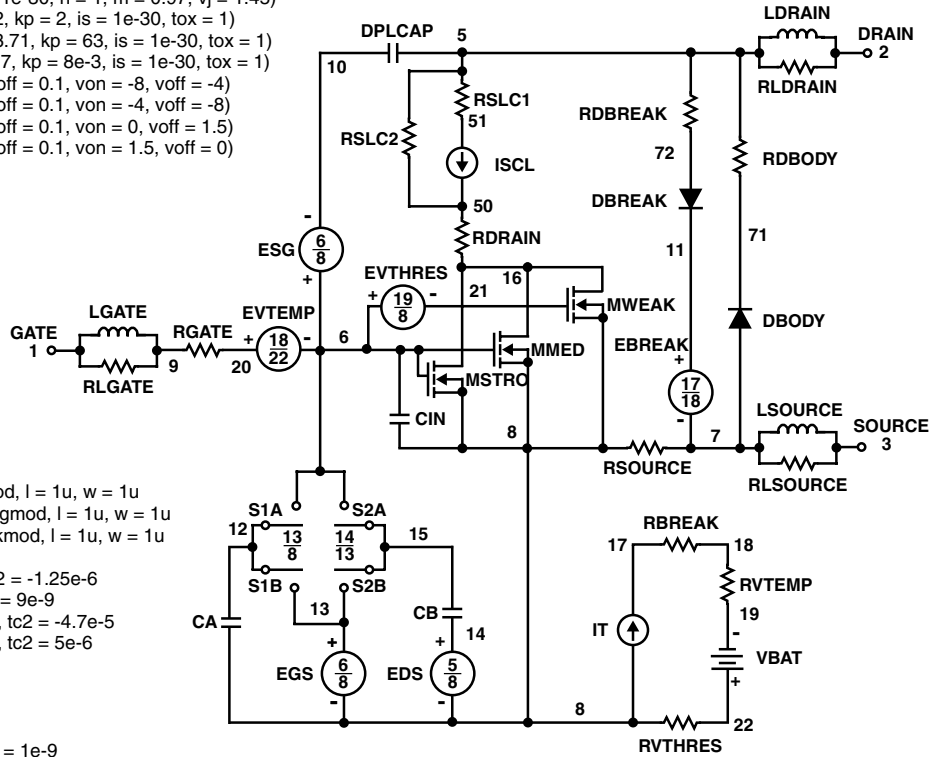 1e-30, n = 1, m = 0.97, vj = 1.45)
2, kp = 2, is = 1e-30, tox = 1)
3.71, kp = 63, is = 1e-30, tox = 1)
7, kp = 8e-3, is = 1e-30, tox = 1)
off = 0.1, von = -8, voff = -4)
off = 0.1, von = -4, voff = -8)
off = 0.1, von = 0, voff = 1.5)
off = 0.1, von = 1.5, voff = 0)
DPLCAP
10
5
LDRAIN
DRAIN
2
RLDRAIN
RSLC1
51
RSLC2
ISCL
50
RDRAIN
RDBREAK
72
DBREAK
11
RDBODY
71
DBODY
ESG
6
8
-
+
EVTHRES
+
19
8
-
16
21
MWEAK
MMED
MSTRO
EBREAK
+
17
18
-
GATE
1
LGATE
RLGATE
9
RGATE
20
EVTEMP
+
18
22
-
6
CIN
8
RSOURCE
7
LSOURCE
SOURCE
3
RLSOURCE
od, l = 1u, w = 1u
gmod, l = 1u, w = 1u
kmod, l = 1u, w = 1u
2 = -1.25e-6
= 9e-9
, tc2 = -4.7e-5
, tc2 = 5e-6
= 1e-9
S1A
S2A
12
13
8
14
13
15
S1B
S2B
13
CA
CB
14
+
EGS
6
8
-
+
EDS
5
8
-
8
17
RBREAK
18
RVTEMP
19
IT
-
VBAT
+
22
RVTHRES